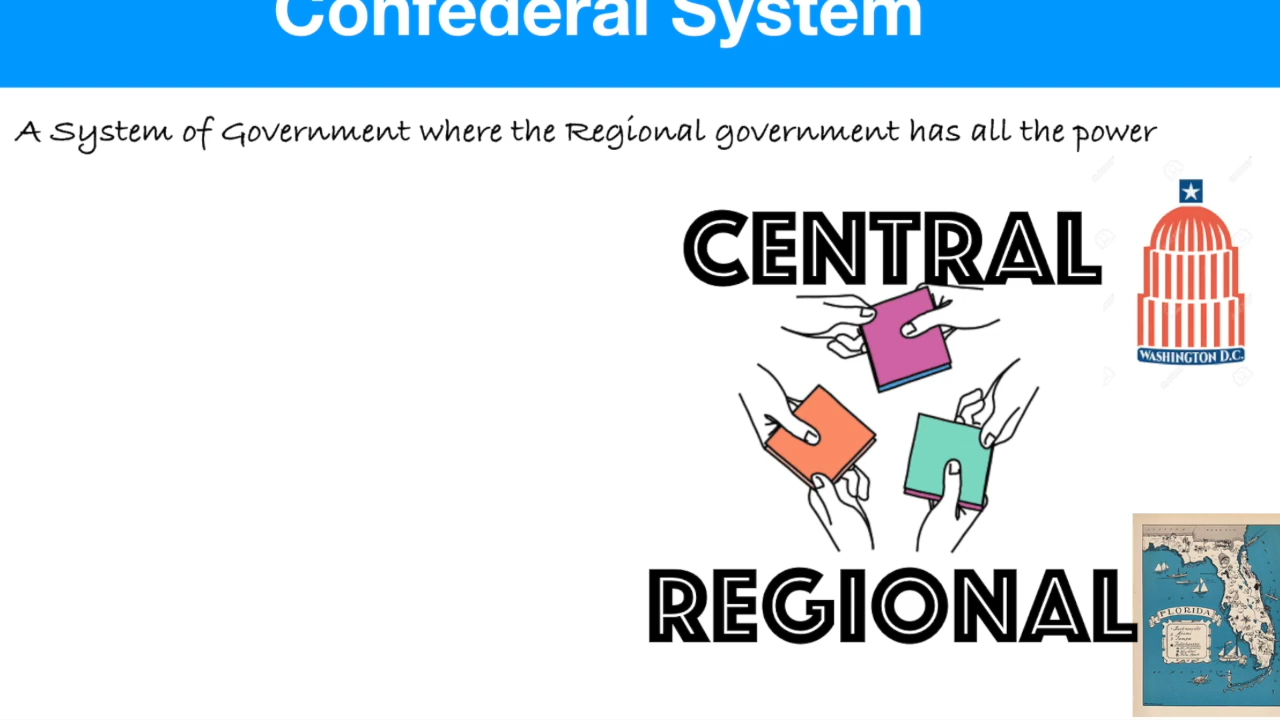 Confederal System
A System of Government where the Regional government has all the power
CENTRAL
WASHINGTON D.C.
REGIONAL
FLORIDA